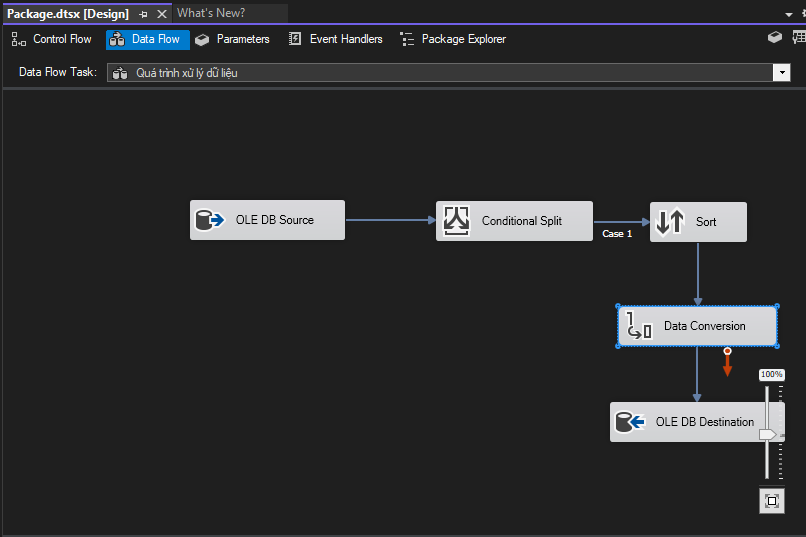 Package.dtsx [Design]
What's New?
Control Flow
Data Flow
Parameters
Event Handlers
Package Explorer
Data Flow Task:
Quá trình xử lý dữ liệu
OLE DB Source
Conditional Split
Case 1
Sort
Data Conversion
100%
OLE DB Destination